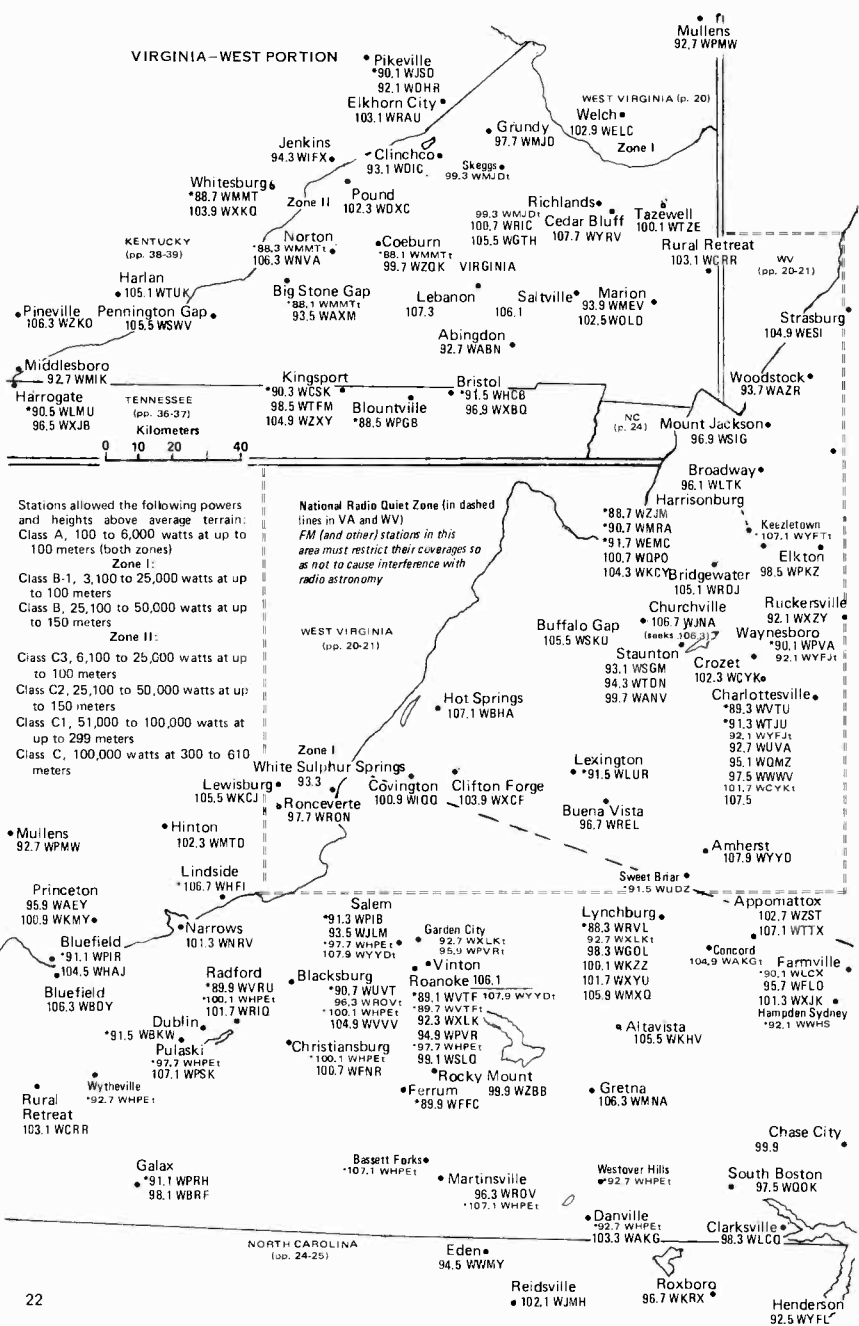 Mullens
92.7 WPMW
VIRGINIA–WEST PORTION
Pikeville
*90.1 WJSO
92.1 WDHR
Elkhorn City
103.1 WRAU
WEST VIRGINIA (p. 20)
Welch
102.9 WELC
Zone I
Grundy
97.7 WMJD
Jenkins
94.3 WIFX
Clinchco
93.1 WDIC
Skeggs
99.3 WMJDt
Whitesburg
*88.7 WMMT
103.9 WXKQ
Zone II
Pound
102.3 WDXC
Richlands
99.3 WMJDt
100.7 WRIC
105.5 WGTH
Cedar Bluff
107.7 WYRV
Tazewell
100.1 WTZE
Rural Retreat
103.1 WCRR
WV
(pp. 20-21)
KENTUCKY
(pp. 38-39)
Norton
*88.3 WMMTt
106.3 WNVA
Coeburn
*88.1 WMMTt
99.7 WZQK
VIRGINIA
Harlan
105.1 WTUK
Big Stone Gap
*88.1 WMMTt
93.5 WAXM
Lebanon
107.3
Saltville
106.1
Marion
93.9 WMEV
102.5 WOLD
Pineville
106.3 WZKO
Pennington Gap
105.5 WSWV
Strasburg
104.9 WESI
Abingdon
92.7 WABN
Middlesboro
92.7 WMIK
Woodstock
93.7 WAZR
Harrogate
*90.5 WLMU
96.5 WXJB
TENNESSEE
(pp. 36-37)
Kilometers
0 10 20 40
Kingsport
*90.3 WCSK
98.5 WTFM
104.9 WZXY
Blountville
*88.5 WPGB
Bristol
*91.5 WHCB
96.9 WXBQ
NC
(p. 24)
Mount Jackson
96.9 WSIG
Broadway
96.1 WLTK
Stations allowed the following powers
and heights above average terrain:
Class A, 100 to 6,000 watts at up to
100 meters (both zones)
Zone I:
Class B-1, 3,100 to 25,000 watts at up
to 100 meters
Class B, 25,100 to 50,000 watts at up
to 150 meters
Zone II:
Class C3, 6,100 to 25,000 watts at up
to 100 meters
Class C2, 25,100 to 50,000 watts at up
to 150 meters
Class C1, 51,000 to 100,000 watts at
up to 299 meters
Class C, 100,000 watts at 300 to 610
meters
National Radio Quiet Zone (in dashed
lines in VA and WV)
FM (and other) stations in this
area must restrict their coverages so
as not to cause interference with
radio astronomy
Harrisonburg
*88.7 WZJM
*90.7 WMRA
*91.7 WEMC
100.7 WQPO
104.3 WKCY
Keezletown
*107.1 WYFTt
Elkton
98.5 WPKZ
Bridgewater
105.1 WRDJ
WEST VIRGINIA
(pp. 20-21)
Buffalo Gap
105.5 WSKU
Churchville
106.7 WJNA
(seeks 106.3)
Ruckersville
92.1 WXZY
Waynesboro
*90.1 WPVA
92.1 WYFJt
Staunton
93.1 WSGM
94.3 WTDN
99.7 WANV
Crozet
102.3 WCYK
Hot Springs
107.1 WBHA
Charlottesville
*89.3 WVTU
*91.3 WTJU
92.1 WYFJt
92.7 WUVA
95.1 WQMZ
97.5 WWWV
101.7 WCYKt
107.5
Zone I
White Sulphur Springs
93.3
Lewisburg
105.5 WKCJ
Ronceverte
97.7 WRON
Covington
100.9 WIQO
Clifton Forge
103.9 WXCF
Lexington
*91.5 WLUR
Buena Vista
96.7 WREL
Mullens
92.7 WPMW
Hinton
102.3 WMTD
Amherst
107.9 WYYD
Lindside
*106.7 WHFI
Sweet Briar
*91.5 WUDZ
Princeton
95.9 WAEY
100.9 WKMY
Narrows
101.3 WNRV
Salem
*91.3 WPIB
93.5 WJLM
*97.7 WHPEt
107.9 WYYDt
Garden City
92.7 WXLKt
95.9 WPVRt
Lynchburg
*88.3 WRVL
92.7 WXLKt
98.3 WGOL
100.1 WKZZ
101.7 WXYU
105.9 WMXQ
Appomattox
102.7 WZST
107.1 WTTX
Concord
104.9 WAKGt
Farmville
*90.1 WLCX
95.7 WFLO
101.3 WXJK
Hampden Sydney
*92.1 WWHS
Bluefield
*91.1 WPIR
104.5 WHAJ
Bluefield
106.3 WBDY
Radford
*89.9 WVRU
*100.1 WHPEt
101.7 WRIQ
Blacksburg
*90.7 WUVT
96.3 WROVt
*100.1 WHPEt
104.9 WVVV
Vinton
106.1
Roanoke
*89.1 WVTF
107.9 WYYDt
*89.7 WVTFt
92.3 WXLK
94.9 WPVR
*97.7 WHPEt
99.1 WSLQ
Dublin
*91.5 WBKW
Pulaski
*97.7 WHPEt
107.1 WPSK
Christiansburg
*100.1 WHPEt
100.7 WFNR
Altavista
105.5 WKHV
Rocky Mount
99.9 WZBB
Ferrum
*89.9 WFFC
Rural
Retreat
103.1 WCRR
Wytheville
*92.7 WHPEt
Gretna
106.3 WMNA
Chase City
99.9
Galax
*91.1 WPRH
98.1 WBRF
Bassett Forks
*107.1 WHPEt
Martinsville
96.3 WROV
*107.1 WHPEt
Westover Hills
*92.7 WHPEt
South Boston
97.5 WQOK
Danville
*92.7 WHPEt
103.3 WAKG
Clarksville
98.3 WLCQ
NORTH CAROLINA
(pp. 24-25)
Eden
94.5 WWMY
Reidsville
102.1 WJMH
Roxboro
96.7 WKRX
Henderson
92.5 WYFL
22